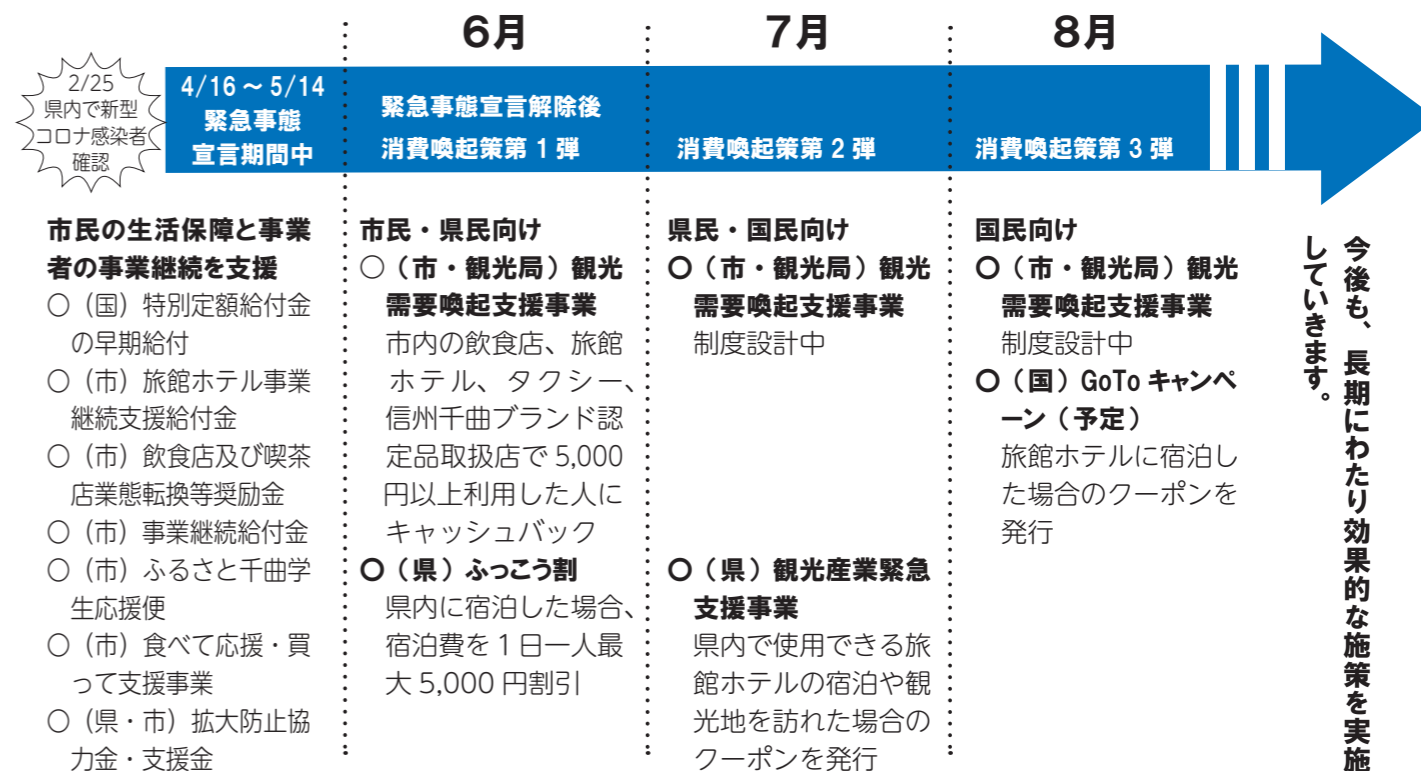 6月
7月
8月
2/25
県内で新型
コロナ感染者
確認
4/16～5/14
緊急事態
宣言期間中
緊急事態宣言解除後
消費喚起策第1弾
消費喚起策第2弾
消費喚起策第3弾
市民の生活保障と事業
者の事業継続を支援
○（国）特別定額給付金
の早期給付
○（市）旅館ホテル事業
継続支援給付金
○（市）飲食店及び喫茶
店業態転換等奨励金
○（市）事業継続給付金
○（市）ふるさと千曲学
生応援便
○（市）食べて応援・買
って支援事業
○（県・市）拡大防止協
力金・支援金
市民・県民向け
○（市・観光局）観光
需要喚起支援事業
市内の飲食店、旅館
ホテル、タクシー、
信州千曲ブランド認
定品取扱店で5,000
円以上利用した人に
キャッシュバック
○（県）ふっこう割
県内に宿泊した場合、
宿泊費を1日一人最
大5,000円割引
県民・国民向け
○（市・観光局）観光
需要喚起支援事業
制度設計中
○（県）観光産業緊急
支援事業
県内で使用できる旅
館ホテルの宿泊や観
光地を訪れた場合の
クーポンを発行
国民向け
○（市・観光局）観光
需要喚起支援事業
制度設計中
○（国）GoToキャンペ
ーン（予定）
旅館ホテルに宿泊し
た場合のクーポンを
発行
今後も、長期にわたり効果的な施策を実施
していきます。